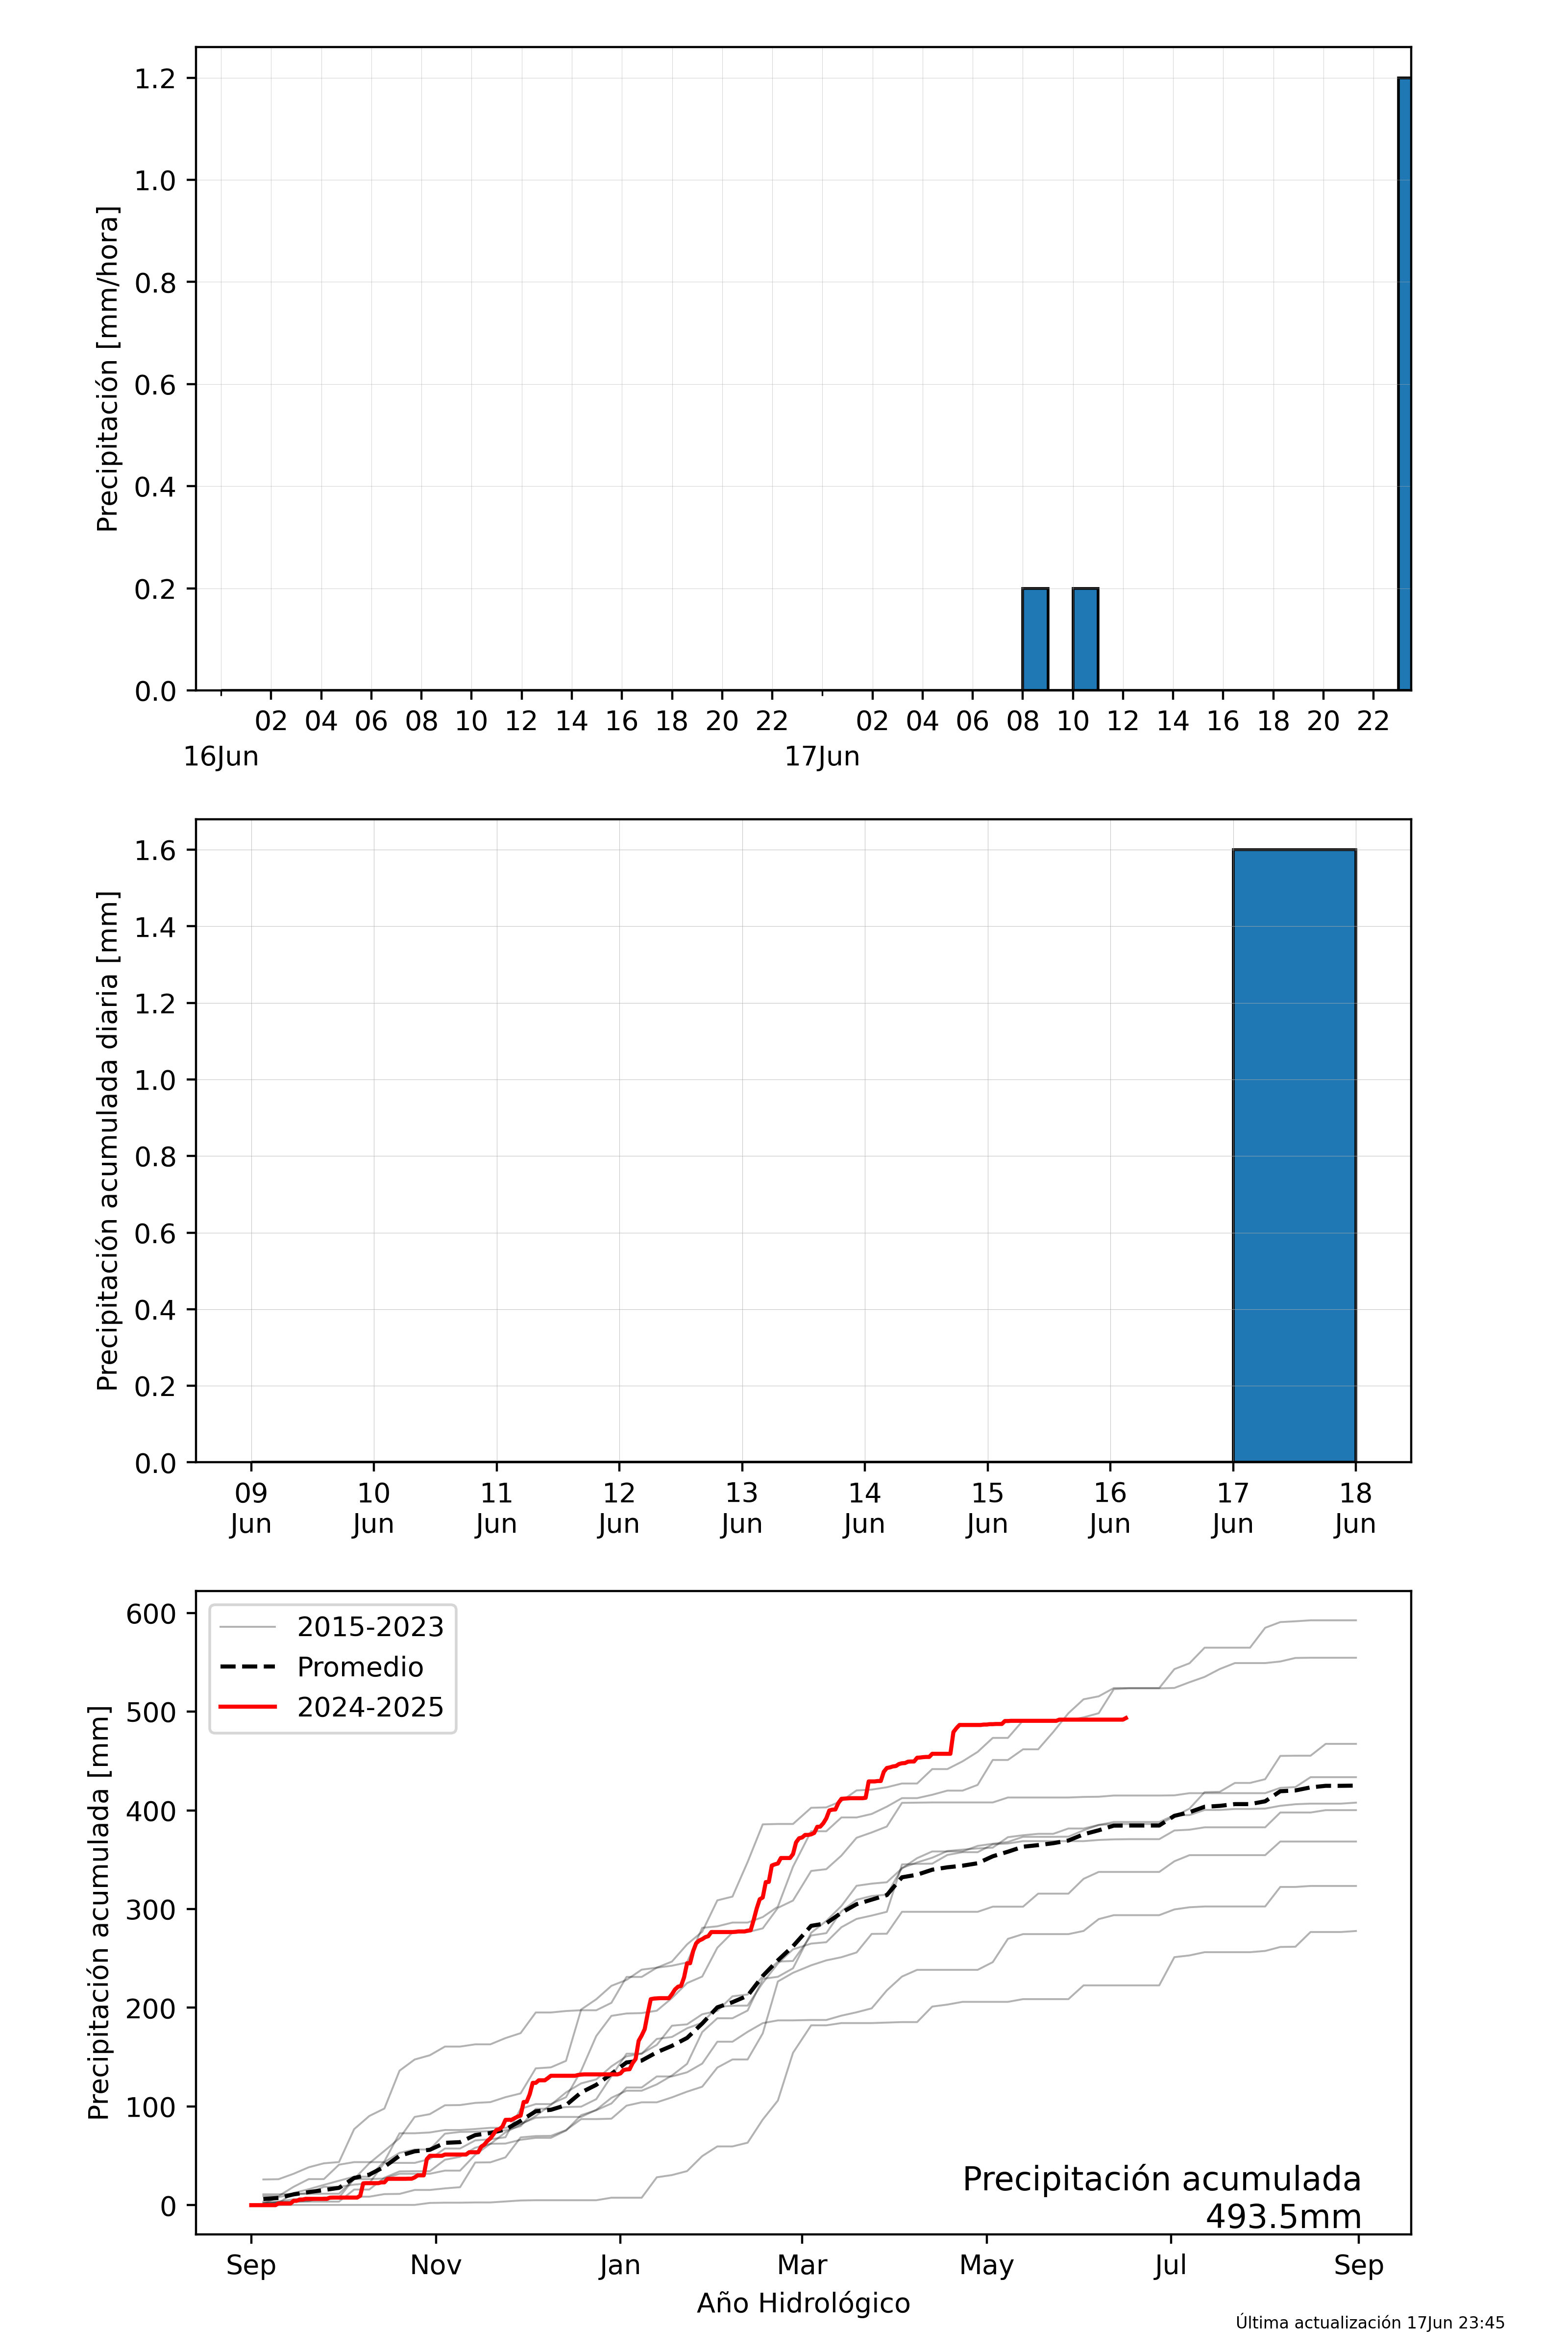 Precipitación [mm/hora]
1.2
1.0
0.8
0.6
0.4
0.2
0.0
02 04 06 08 10 12 14 16 18 20 22 02 04 06 08 10 12 14 16 18 20 22
16Jun 17Jun
Precipitación acumulada diaria [mm]
1.6
1.4
1.2
1.0
0.8
0.6
0.4
0.2
0.0
09 10 11 12 13 14 15 16 17 18
Jun Jun Jun Jun Jun Jun Jun Jun Jun Jun
Precipitación acumulada [mm]
600
500
400
300
200
100
0
2015-2023
Promedio
2024-2025
Precipitación acumulada
493.5mm
Sep Nov Jan Mar May Jul Sep
Año Hidrológico
Última actualización 17Jun 23:45